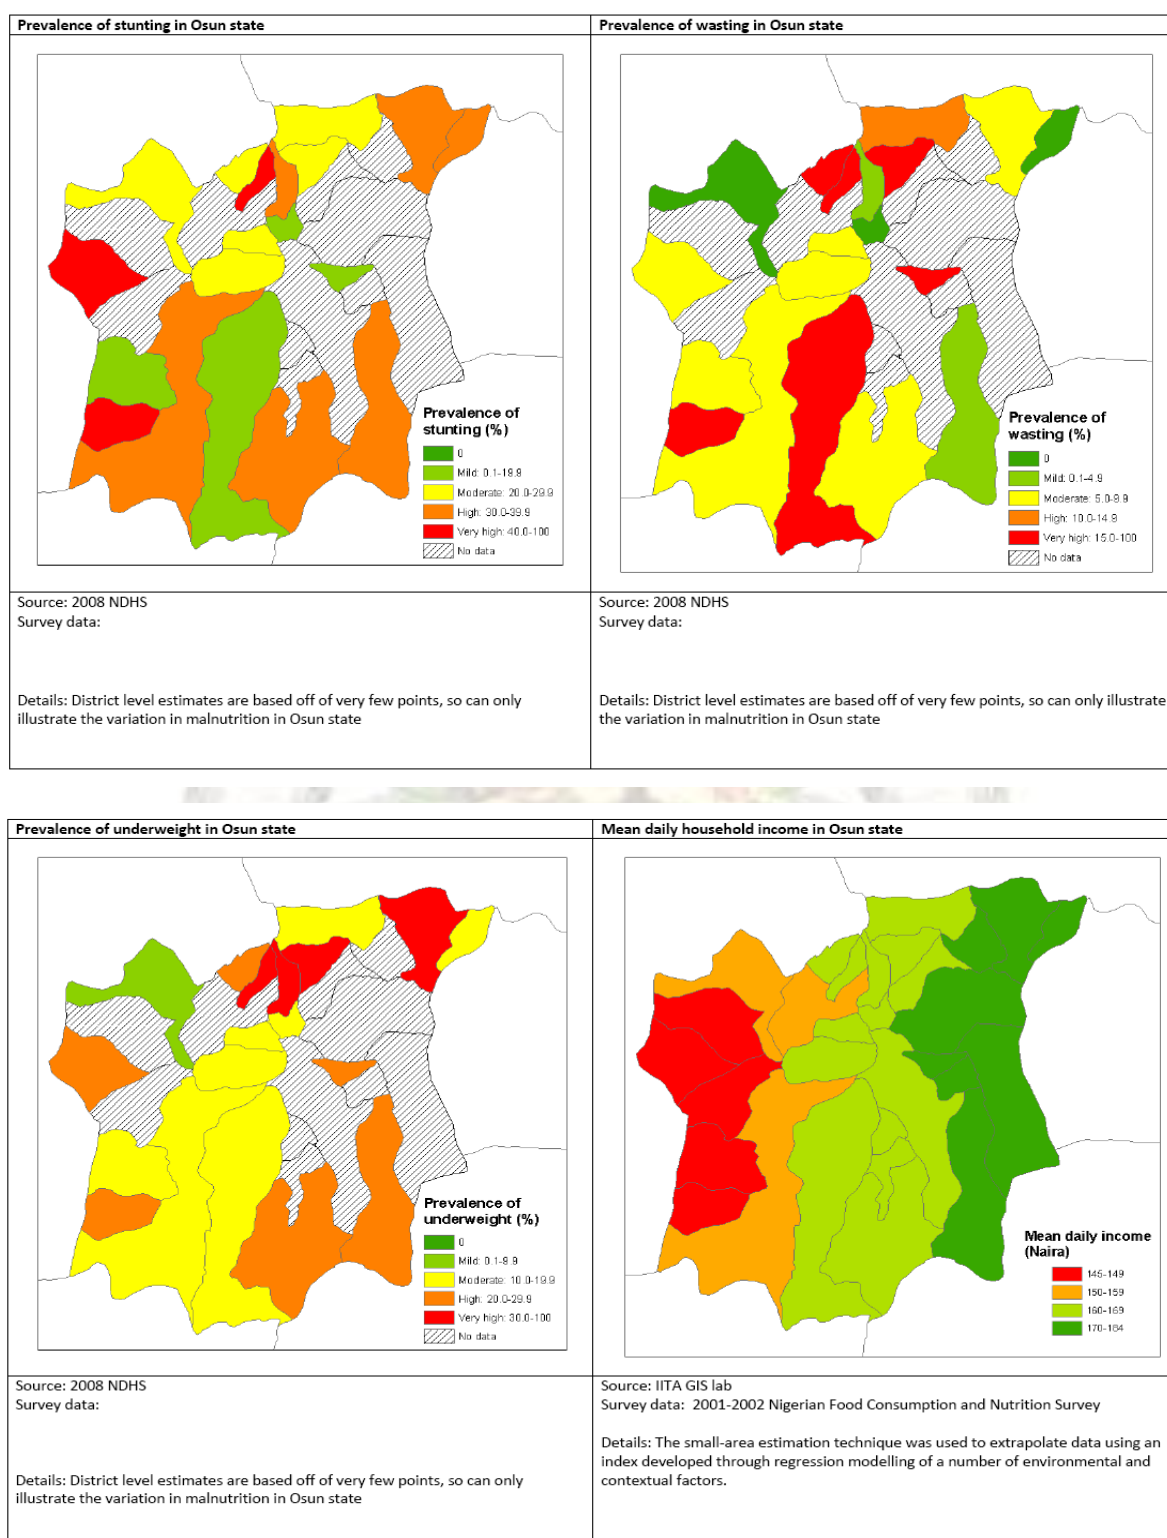 Prevalence of stunting in Osun state
Prevalence of wasting in Osun state
Prevalence of
stunting (%)
0
Mild: 0.1-19.9
Moderate: 20.0-29.9
High: 30.0-39.9
Very high: 40.0-100
No data
Prevalence of
wasting (%)
0
Mild: 0.1-4.9
Moderate: 5.0-9.9
High: 10.0-14.9
Very high: 15.0-100
No data
Source: 2008 NDHS
Survey data:
Details: District level estimates are based off of very few points, so can only
illustrate the variation in malnutrition in Osun state
Source: 2008 NDHS
Survey data:
Details: District level estimates are based off of very few points, so can only illustrate
the variation in malnutrition in Osun state
Prevalence of underweight in Osun state
Mean daily household income in Osun state
Prevalence of
underweight (%)
0
Mild: 0.1-9.9
Moderate: 10.0-19.9
High: 20.0-29.9
Very high: 30.0-100
No data
Mean daily income
(Naira)
145-149
150-159
160-169
170-184
Source: 2008 NDHS
Survey data:
Details: District level estimates are based off of very few points, so can only
illustrate the variation in malnutrition in Osun state
Source: IITA GIS lab
Survey data:  2001-2002 Nigerian Food Consumption and Nutrition Survey
Details: The small-area estimation technique was used to extrapolate data using an
index developed through regression modelling of a number of environmental and
contextual factors.